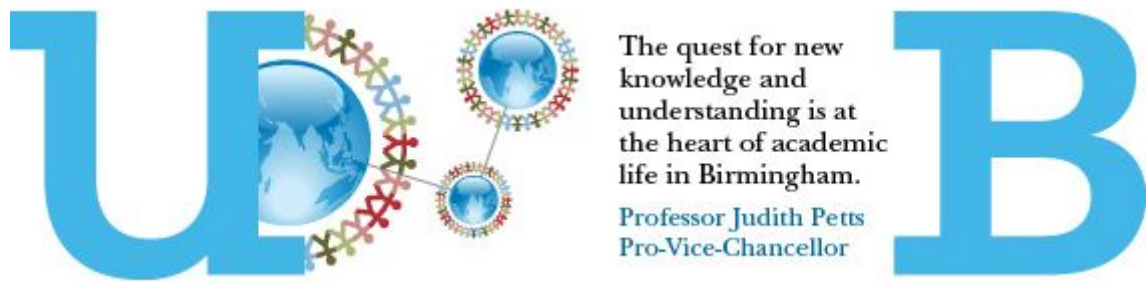 u
The quest for new
knowledge and
understanding is at
the heart of academic
life in Birmingham.
Professor Judith Petts
Pro-Vice-Chancellor
B